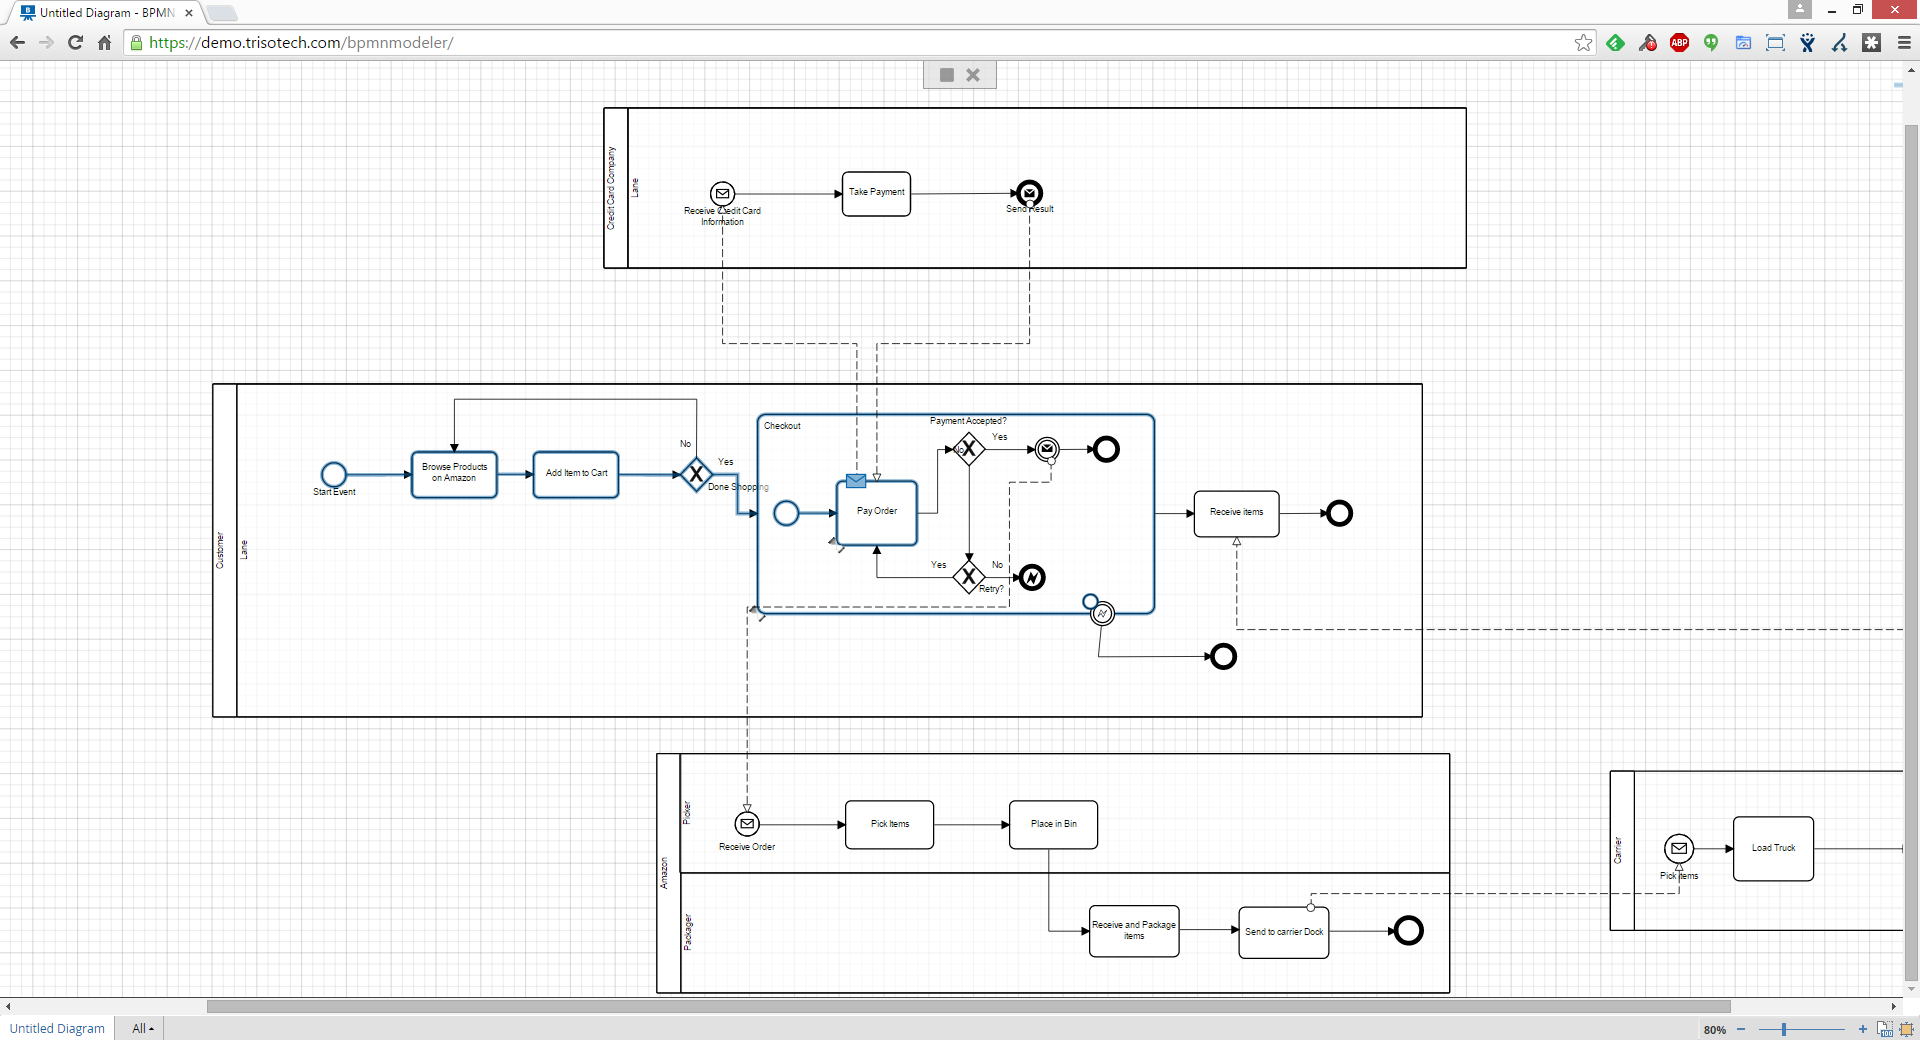 Untitled Diagram - BPMN
https://demo.trisotech.com/bpmnmodeler/
ABP
Credit Card Company
Lane
Receive Credit Card
Information
Take Payment
Send Result
Customer
Lane
Start Event
Browse Products
on Amazon
Add Item to Cart
No
Yes
Done Shopping
Checkout
Pay Order
Payment Accepted?
No
Yes
Yes
No
Retry?
Receive items
Amazon
Picker
Receive Order
Pick Items
Place in Bin
Packager
Receive and Package
items
Send to carrier Dock
Carrier
Pick items
Load Truck
Untitled Diagram
All
80%